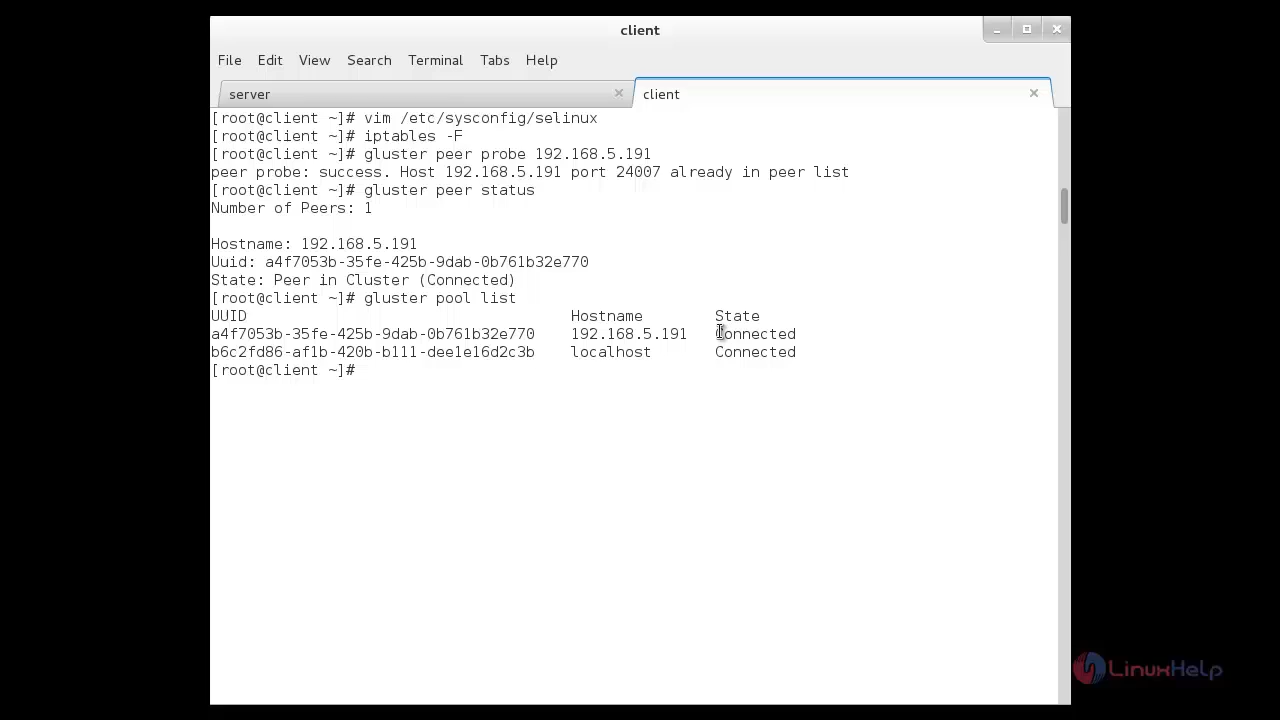 client
File Edit View Search Terminal Tabs Help
server
client
[root@client ~]# vim /etc/sysconfig/selinux
[root@client ~]# iptables -F
[root@client ~]# gluster peer probe 192.168.5.191
peer probe: success. Host 192.168.5.191 port 24007 already in peer list
[root@client ~]# gluster peer status
Number of Peers: 1
Hostname: 192.168.5.191
Uuid: a4f7053b-35fe-425b-9dab-0b761b32e770
State: Peer in Cluster (Connected)
[root@client ~]# gluster pool list
UUID Hostname State
a4f7053b-35fe-425b-9dab-0b761b32e770 192.168.5.191 Connected
b6c2fd86-af1b-420b-b111-dee1e16d2c3b localhost Connected
[root@client ~]#
LinuxHelp